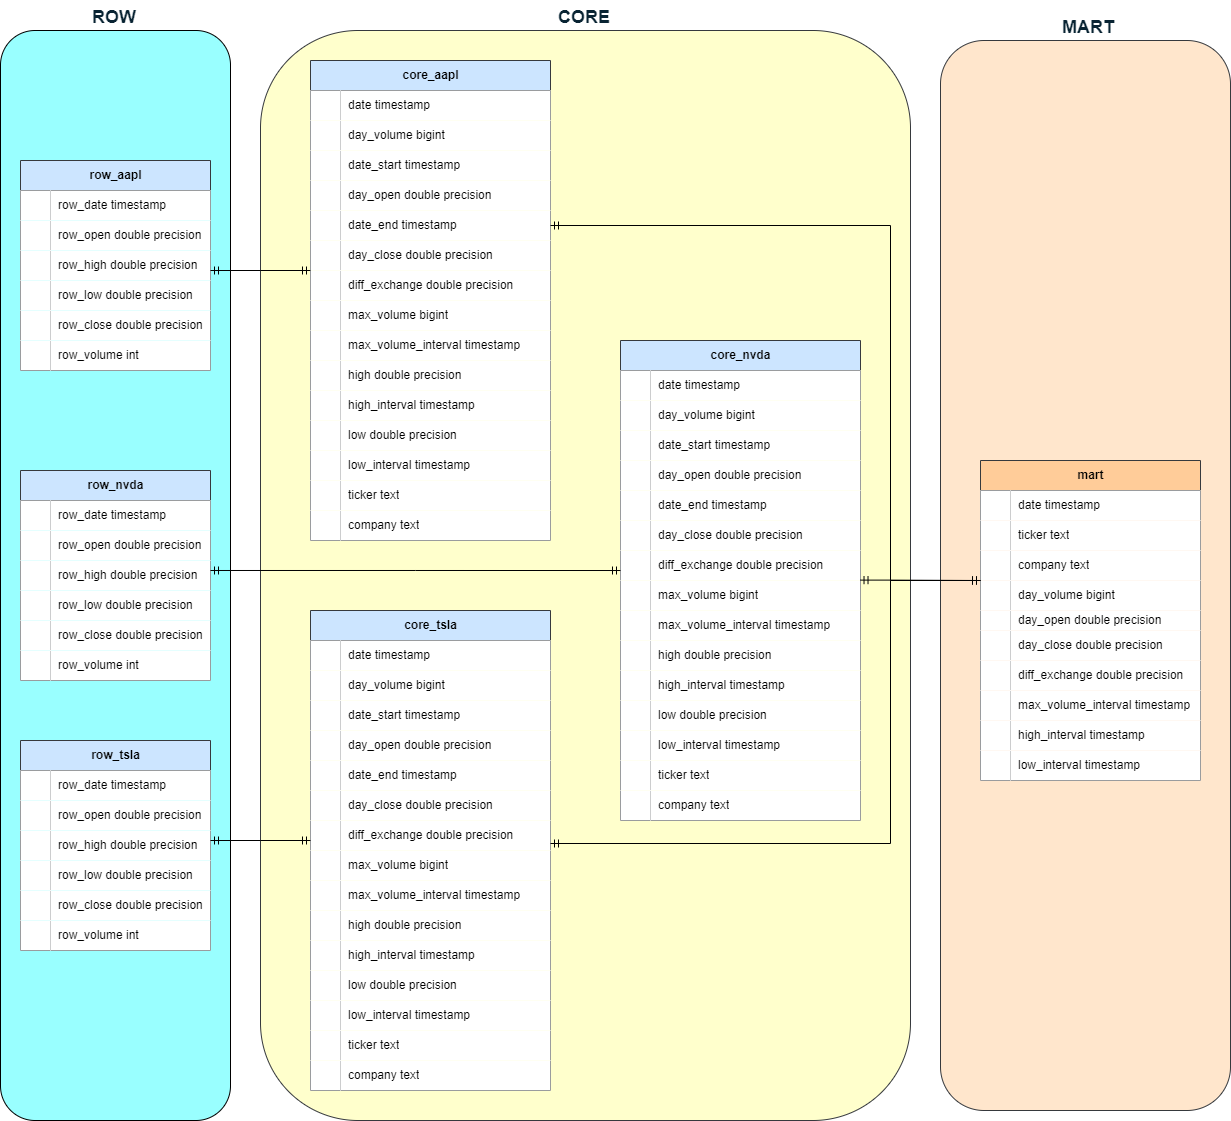 ROW
row_aapl
row_date timestamp
row_open double precision
row_high double precision
row_low double precision
row_close double precision
row_volume int
row_nvda
row_date timestamp
row_open double precision
row_high double precision
row_low double precision
row_close double precision
row_volume int
row_tsla
row_date timestamp
row_open double precision
row_high double precision
row_low double precision
row_close double precision
row_volume int
CORE
core_aapl
date timestamp
day_volume bigint
date_start timestamp
day_open double precision
date_end timestamp
day_close double precision
diff_exchange double precision
max_volume bigint
max_volume_interval timestamp
high double precision
high_interval timestamp
low double precision
low_interval timestamp
ticker text
company text
core_tsla
date timestamp
day_volume bigint
date_start timestamp
day_open double precision
date_end timestamp
day_close double precision
diff_exchange double precision
max_volume bigint
max_volume_interval timestamp
high double precision
high_interval timestamp
low double precision
low_interval timestamp
ticker text
company text
core_nvda
date timestamp
day_volume bigint
date_start timestamp
day_open double precision
date_end timestamp
day_close double precision
diff_exchange double precision
max_volume bigint
max_volume_interval timestamp
high double precision
high_interval timestamp
low double precision
low_interval timestamp
ticker text
company text
MART
mart
date timestamp
ticker text
company text
day_volume bigint
day_open double precision
day_close double precision
diff_exchange double precision
max_volume_interval timestamp
high_interval timestamp
low_interval timestamp